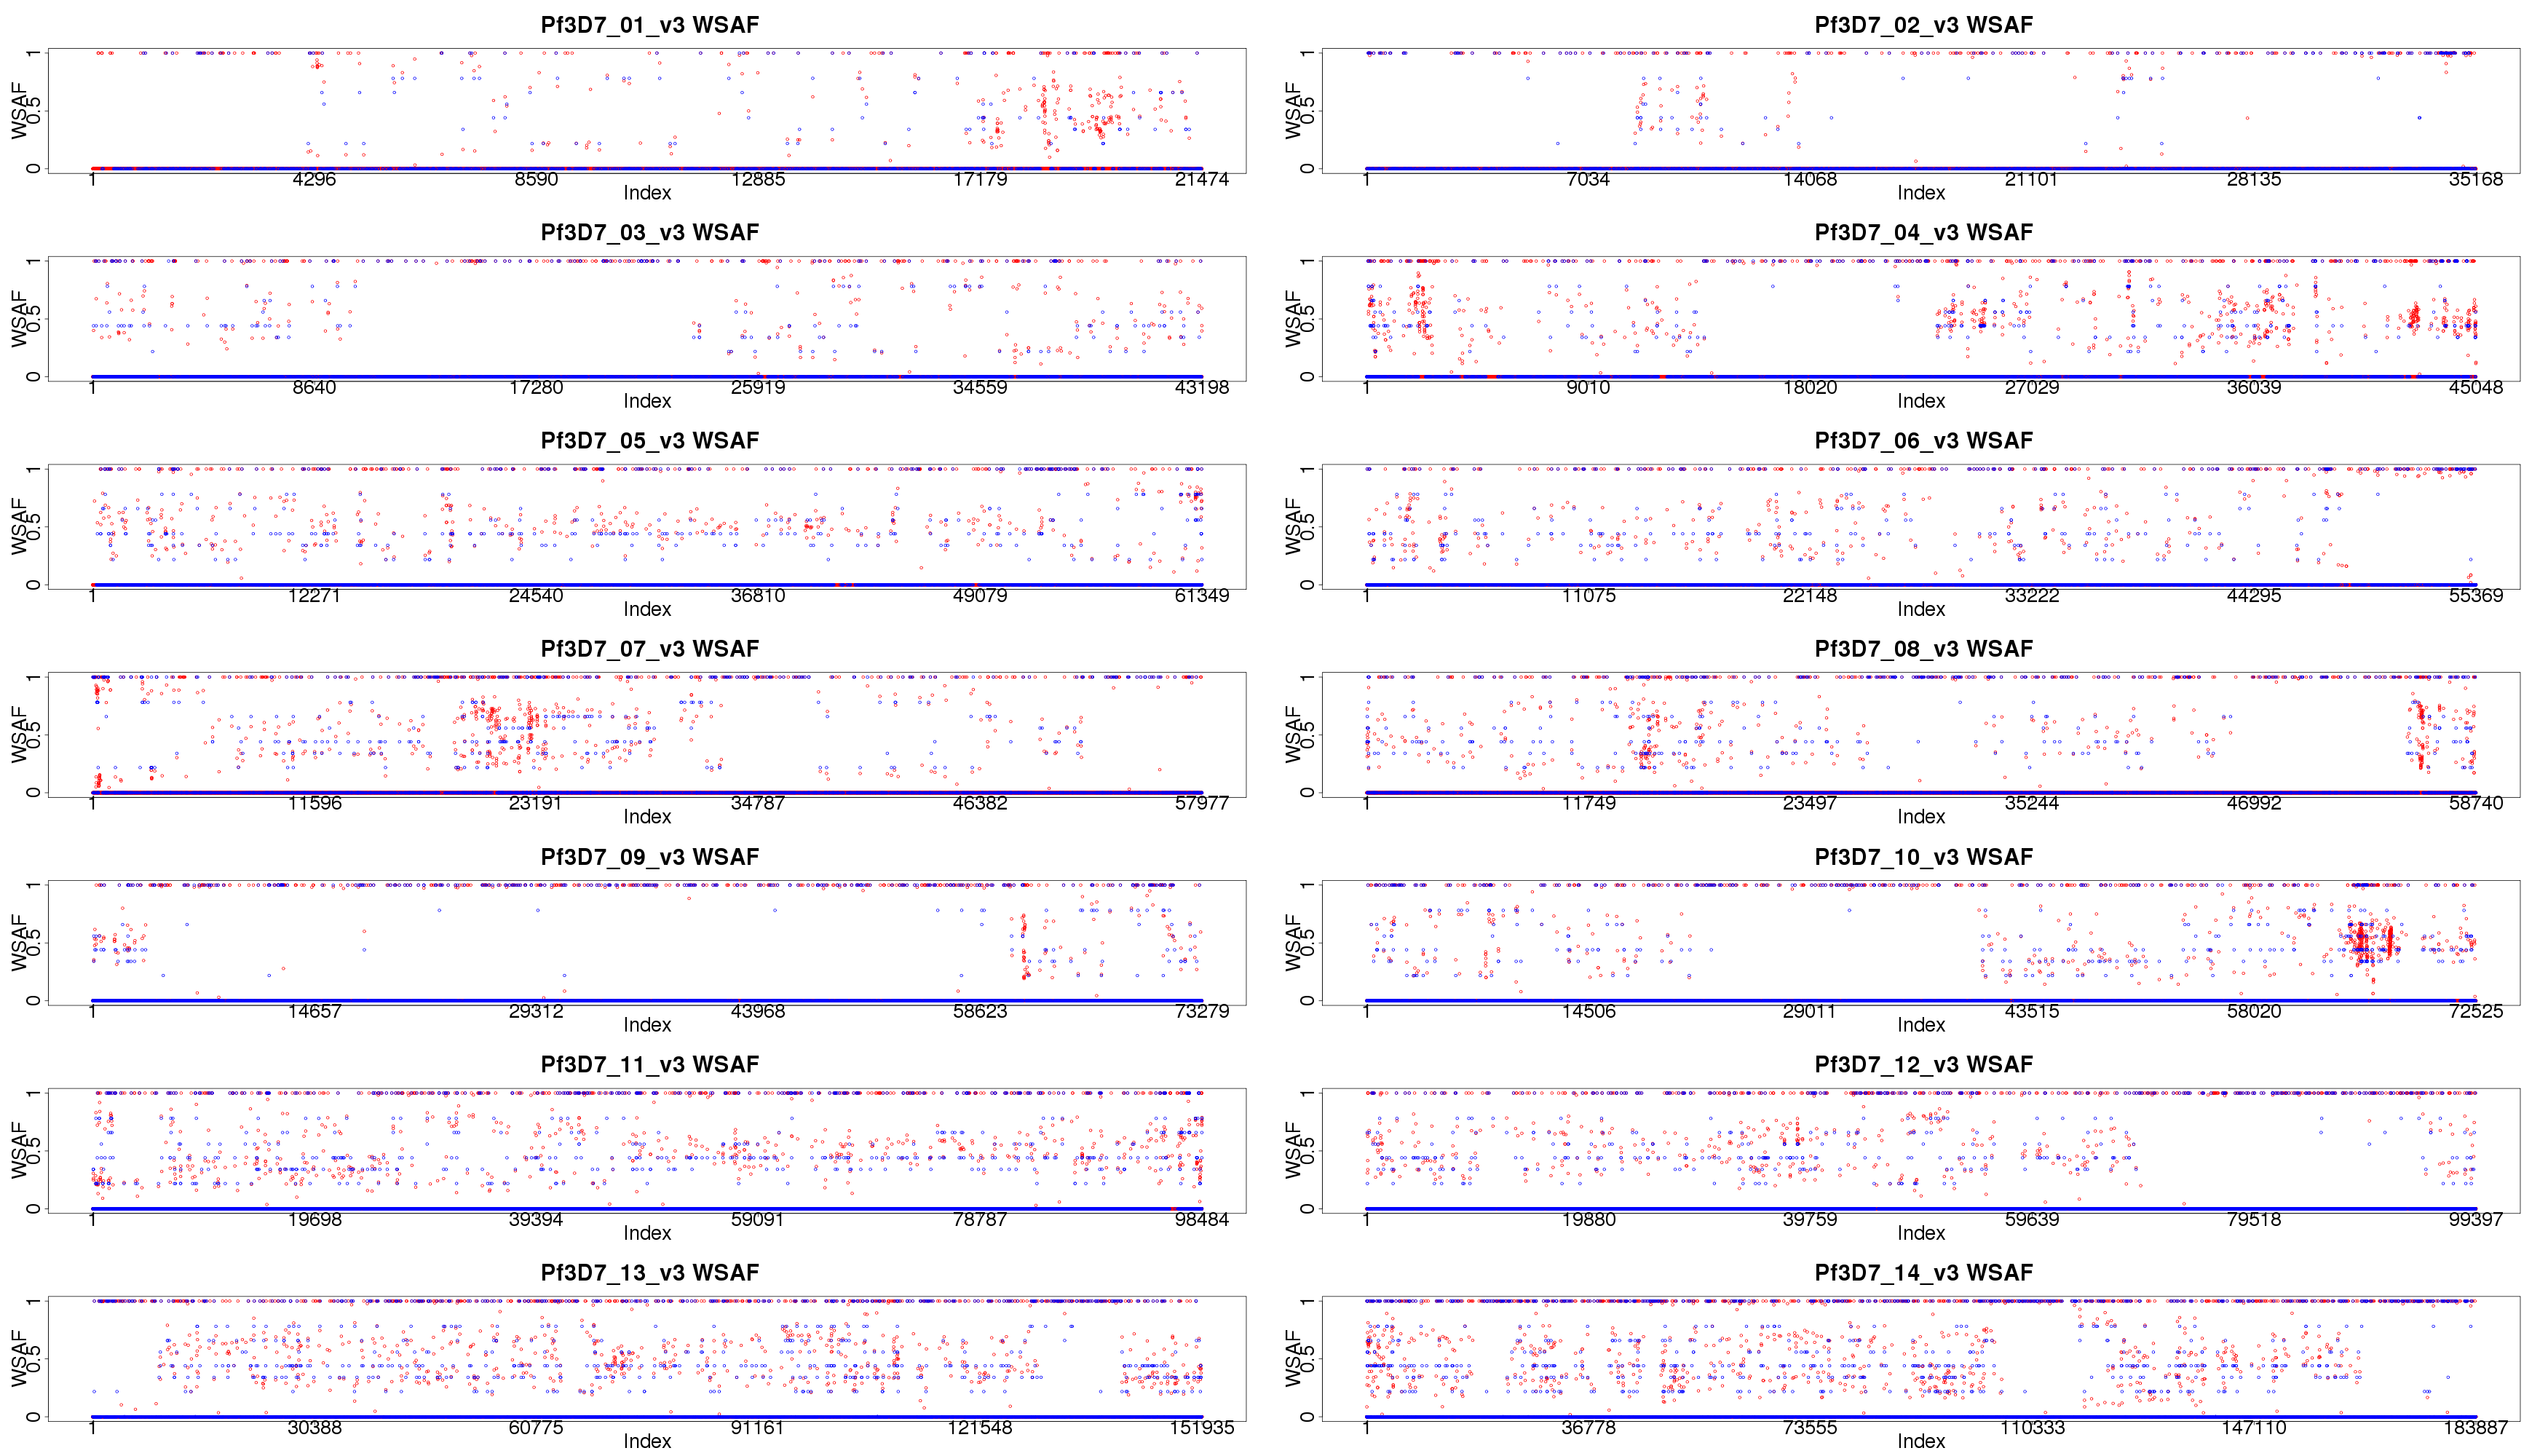 Pf3D7_01_v3 WSAF
WSAF
0 0.5 1
1 4296 8590 12885 17179 21474
Index
Pf3D7_02_v3 WSAF
WSAF
0 0.5 1
1 7034 14068 21101 28135 35168
Index
Pf3D7_03_v3 WSAF
WSAF
0 0.5 1
1 8640 17280 25919 34559 43198
Index
Pf3D7_04_v3 WSAF
WSAF
0 0.5 1
1 9010 18020 27029 36039 45048
Index
Pf3D7_05_v3 WSAF
WSAF
0 0.5 1
1 12271 24540 36810 49079 61349
Index
Pf3D7_06_v3 WSAF
WSAF
0 0.5 1
1 11075 22148 33222 44295 55369
Index
Pf3D7_07_v3 WSAF
WSAF
0 0.5 1
1 11596 23191 34787 46382 57977
Index
Pf3D7_08_v3 WSAF
WSAF
0 0.5 1
1 11749 23497 35244 46992 58740
Index
Pf3D7_09_v3 WSAF
WSAF
0 0.5 1
1 14657 29312 43968 58623 73279
Index
Pf3D7_10_v3 WSAF
WSAF
0 0.5 1
1 14506 29011 43515 58020 72525
Index
Pf3D7_11_v3 WSAF
WSAF
0 0.5 1
1 19698 39394 59091 78787 98484
Index
Pf3D7_12_v3 WSAF
WSAF
0 0.5 1
1 19880 39759 59639 79518 99397
Index
Pf3D7_13_v3 WSAF
WSAF
0 0.5 1
1 30388 60775 91161 121548 151935
Index
Pf3D7_14_v3 WSAF
WSAF
0 0.5 1
1 36778 73555 110333 147110 183887
Index